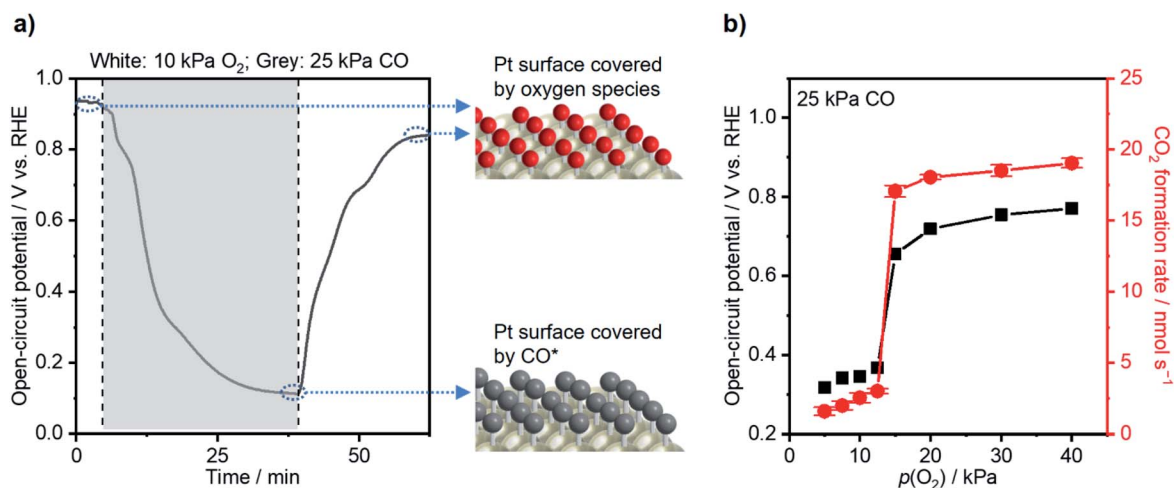 a)
White: 10 kPa O₂; Grey: 25 kPa CO
Open-circuit potential / V vs. RHE
1.0
0.8
0.6
0.4
0.2
0.0
0
25
50
Time / min
Pt surface covered
by oxygen species
Pt surface covered
by CO*
b)
25 kPa CO
Open-circuit potential / V vs. RHE
1.0
0.8
0.6
0.4
0.2
0
10
20
30
40
p(O₂) / kPa
25
20
15
10
5
0
CO₂ formation rate / nmol s⁻¹